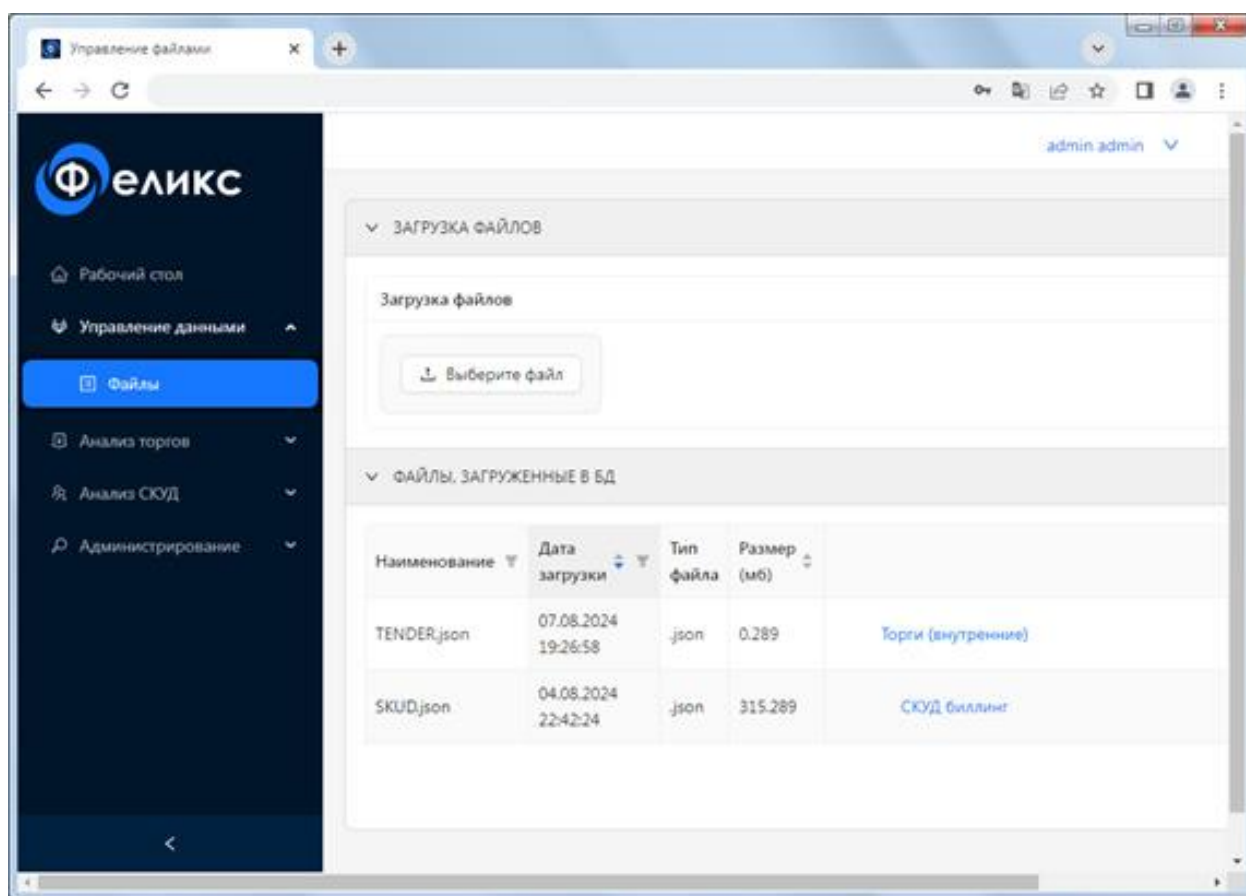 Управление файлами
admin admin
Феликс
ЗАГРУЗКА ФАЙЛОВ
Рабочий стол
Загрузка файлов
Управление данными
Выберите файл
Файлы
Анализ торгов
ФАЙЛЫ, ЗАГРУЖЕННЫЕ В БД
Анализ СКУД
Администрирование
Наименование Дата загрузки Тип файла Размер (мб)
TENDER.json 07.08.2024 19:26:58 .json 0.289 Торги (внутренние)
SKUD.json 04.08.2024 22:42:24 .json 315.289 СКУД биллинг